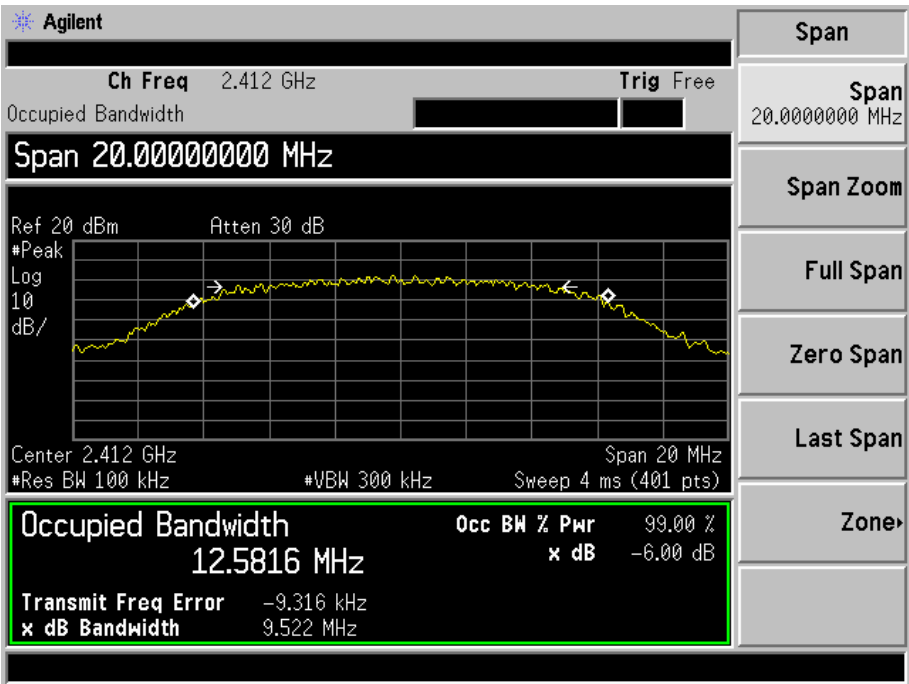 Agilent
Ch Freq 2.412 GHz Trig Free
Occupied Bandwidth
Span 20.00000000 MHz
Ref 20 dBm Atten 30 dB
#Peak
Log
10
dB/
Center 2.412 GHz Span 20 MHz
#Res BW 100 kHz #VBW 300 kHz Sweep 4 ms (401 pts)
Occupied Bandwidth Occ BW % Pwr 99.00 %
12.5816 MHz x dB -6.00 dB
Transmit Freq Error -9.316 kHz
x dB Bandwidth 9.522 MHz
Span
Span
20.0000000 MHz
Span Zoom
Full Span
Zero Span
Last Span
Zone